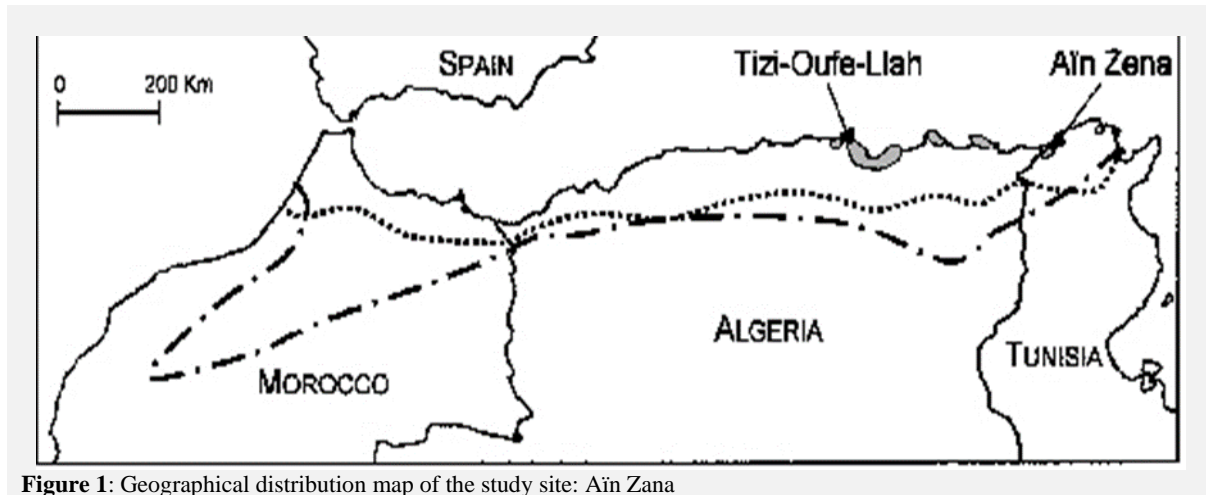 SPAIN
Tizi-Oufe-Llah
Aïn Zena
0 200 Km
ALGERIA
TUNISIA
MOROCCO
Figure 1: Geographical distribution map of the study site: Aïn Zana